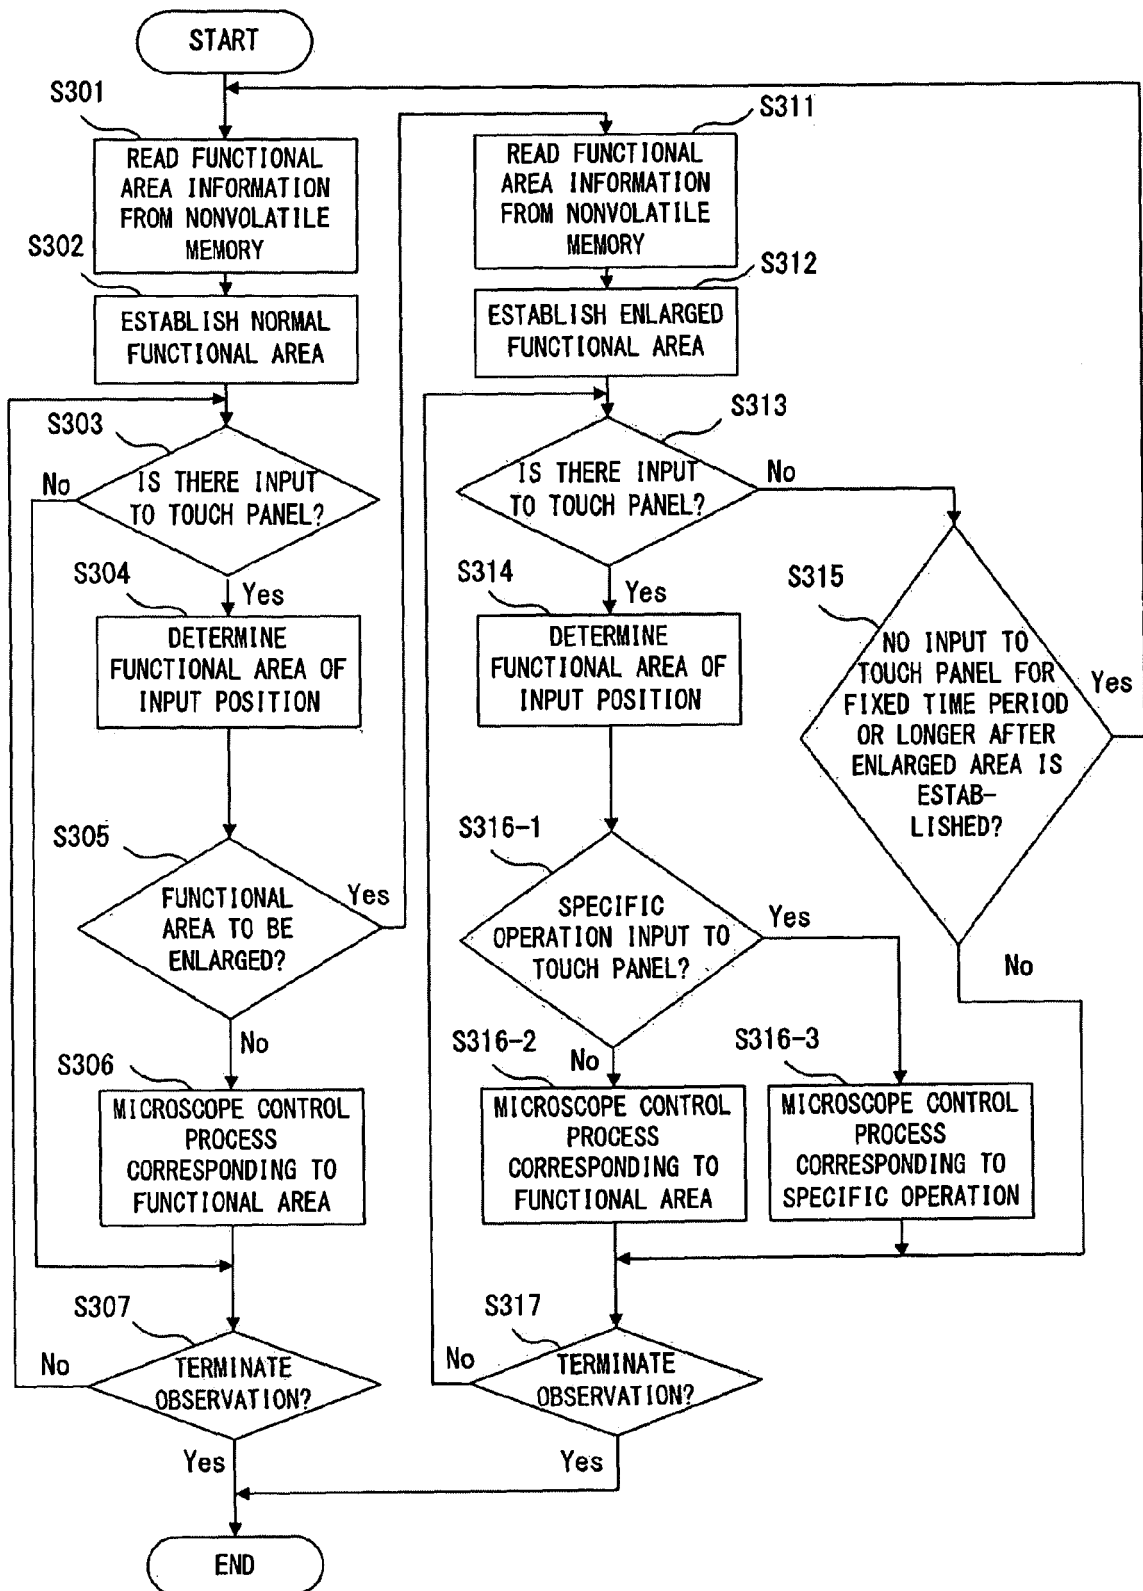 START
S301
READ FUNCTIONAL
AREA INFORMATION
FROM NONVOLATILE
MEMORY
S302
ESTABLISH NORMAL
FUNCTIONAL AREA
S303
IS THERE INPUT
TO TOUCH PANEL?
No
Yes
S304
DETERMINE
FUNCTIONAL AREA OF
INPUT POSITION
S305
FUNCTIONAL
AREA TO BE
ENLARGED?
Yes
No
S306
MICROSCOPE CONTROL
PROCESS
CORRESPONDING TO
FUNCTIONAL AREA
S307
TERMINATE
OBSERVATION?
No
Yes
END
S311
READ FUNCTIONAL
AREA INFORMATION
FROM NONVOLATILE
MEMORY
S312
ESTABLISH ENLARGED
FUNCTIONAL AREA
S313
IS THERE INPUT
TO TOUCH PANEL?
No
Yes
S314
DETERMINE
FUNCTIONAL AREA OF
INPUT POSITION
S315
NO INPUT TO
TOUCH PANEL FOR
FIXED TIME PERIOD
OR LONGER AFTER
ENLARGED AREA IS
ESTAB-
LISHED?
Yes
No
S316-1
SPECIFIC
OPERATION INPUT TO
TOUCH PANEL?
Yes
No
S316-2
MICROSCOPE CONTROL
PROCESS
CORRESPONDING TO
FUNCTIONAL AREA
S316-3
MICROSCOPE CONTROL
PROCESS
CORRESPONDING TO
SPECIFIC OPERATION
S317
TERMINATE
OBSERVATION?
No
Yes